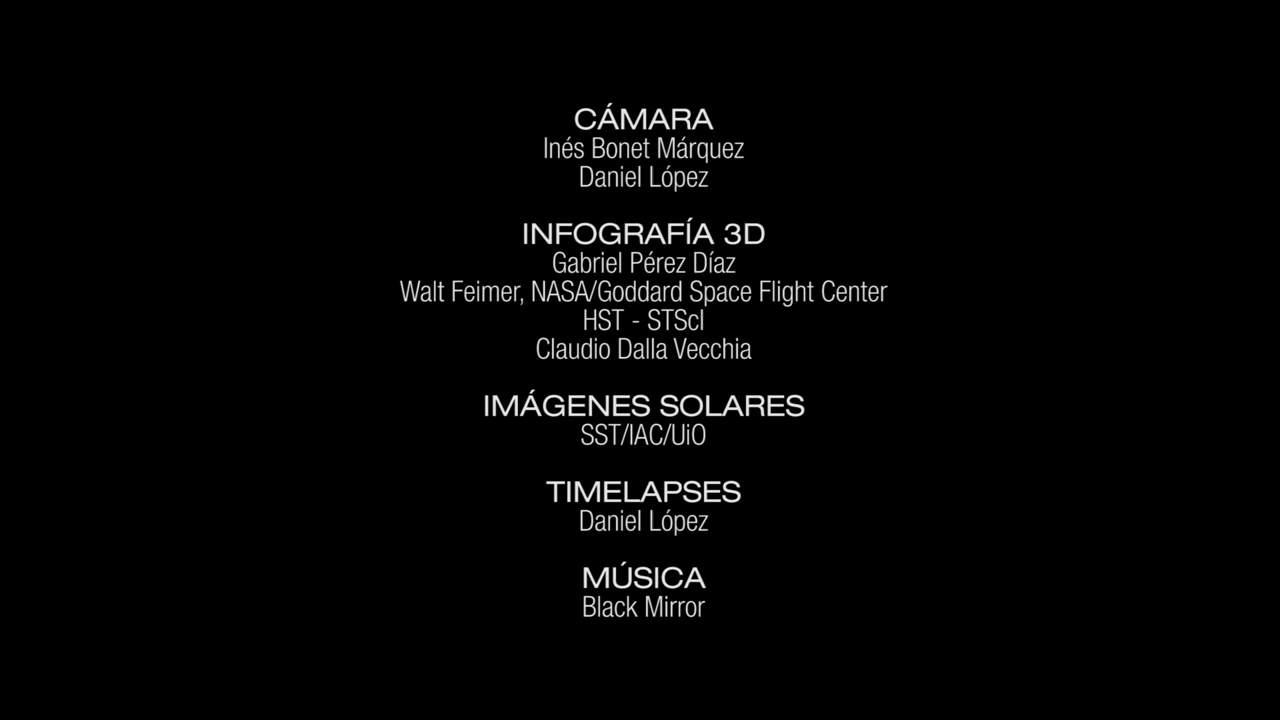 CÁMARA
Inés Bonet Márquez
Daniel López
INFOGRAFÍA 3D
Gabriel Pérez Díaz
Walt Feimer, NASA/Goddard Space Flight Center
HST - STScI
Claudio Dalla Vecchia
IMÁGENES SOLARES
SST/IAC/UiO
TIMELAPSES
Daniel López
MÚSICA
Black Mirror